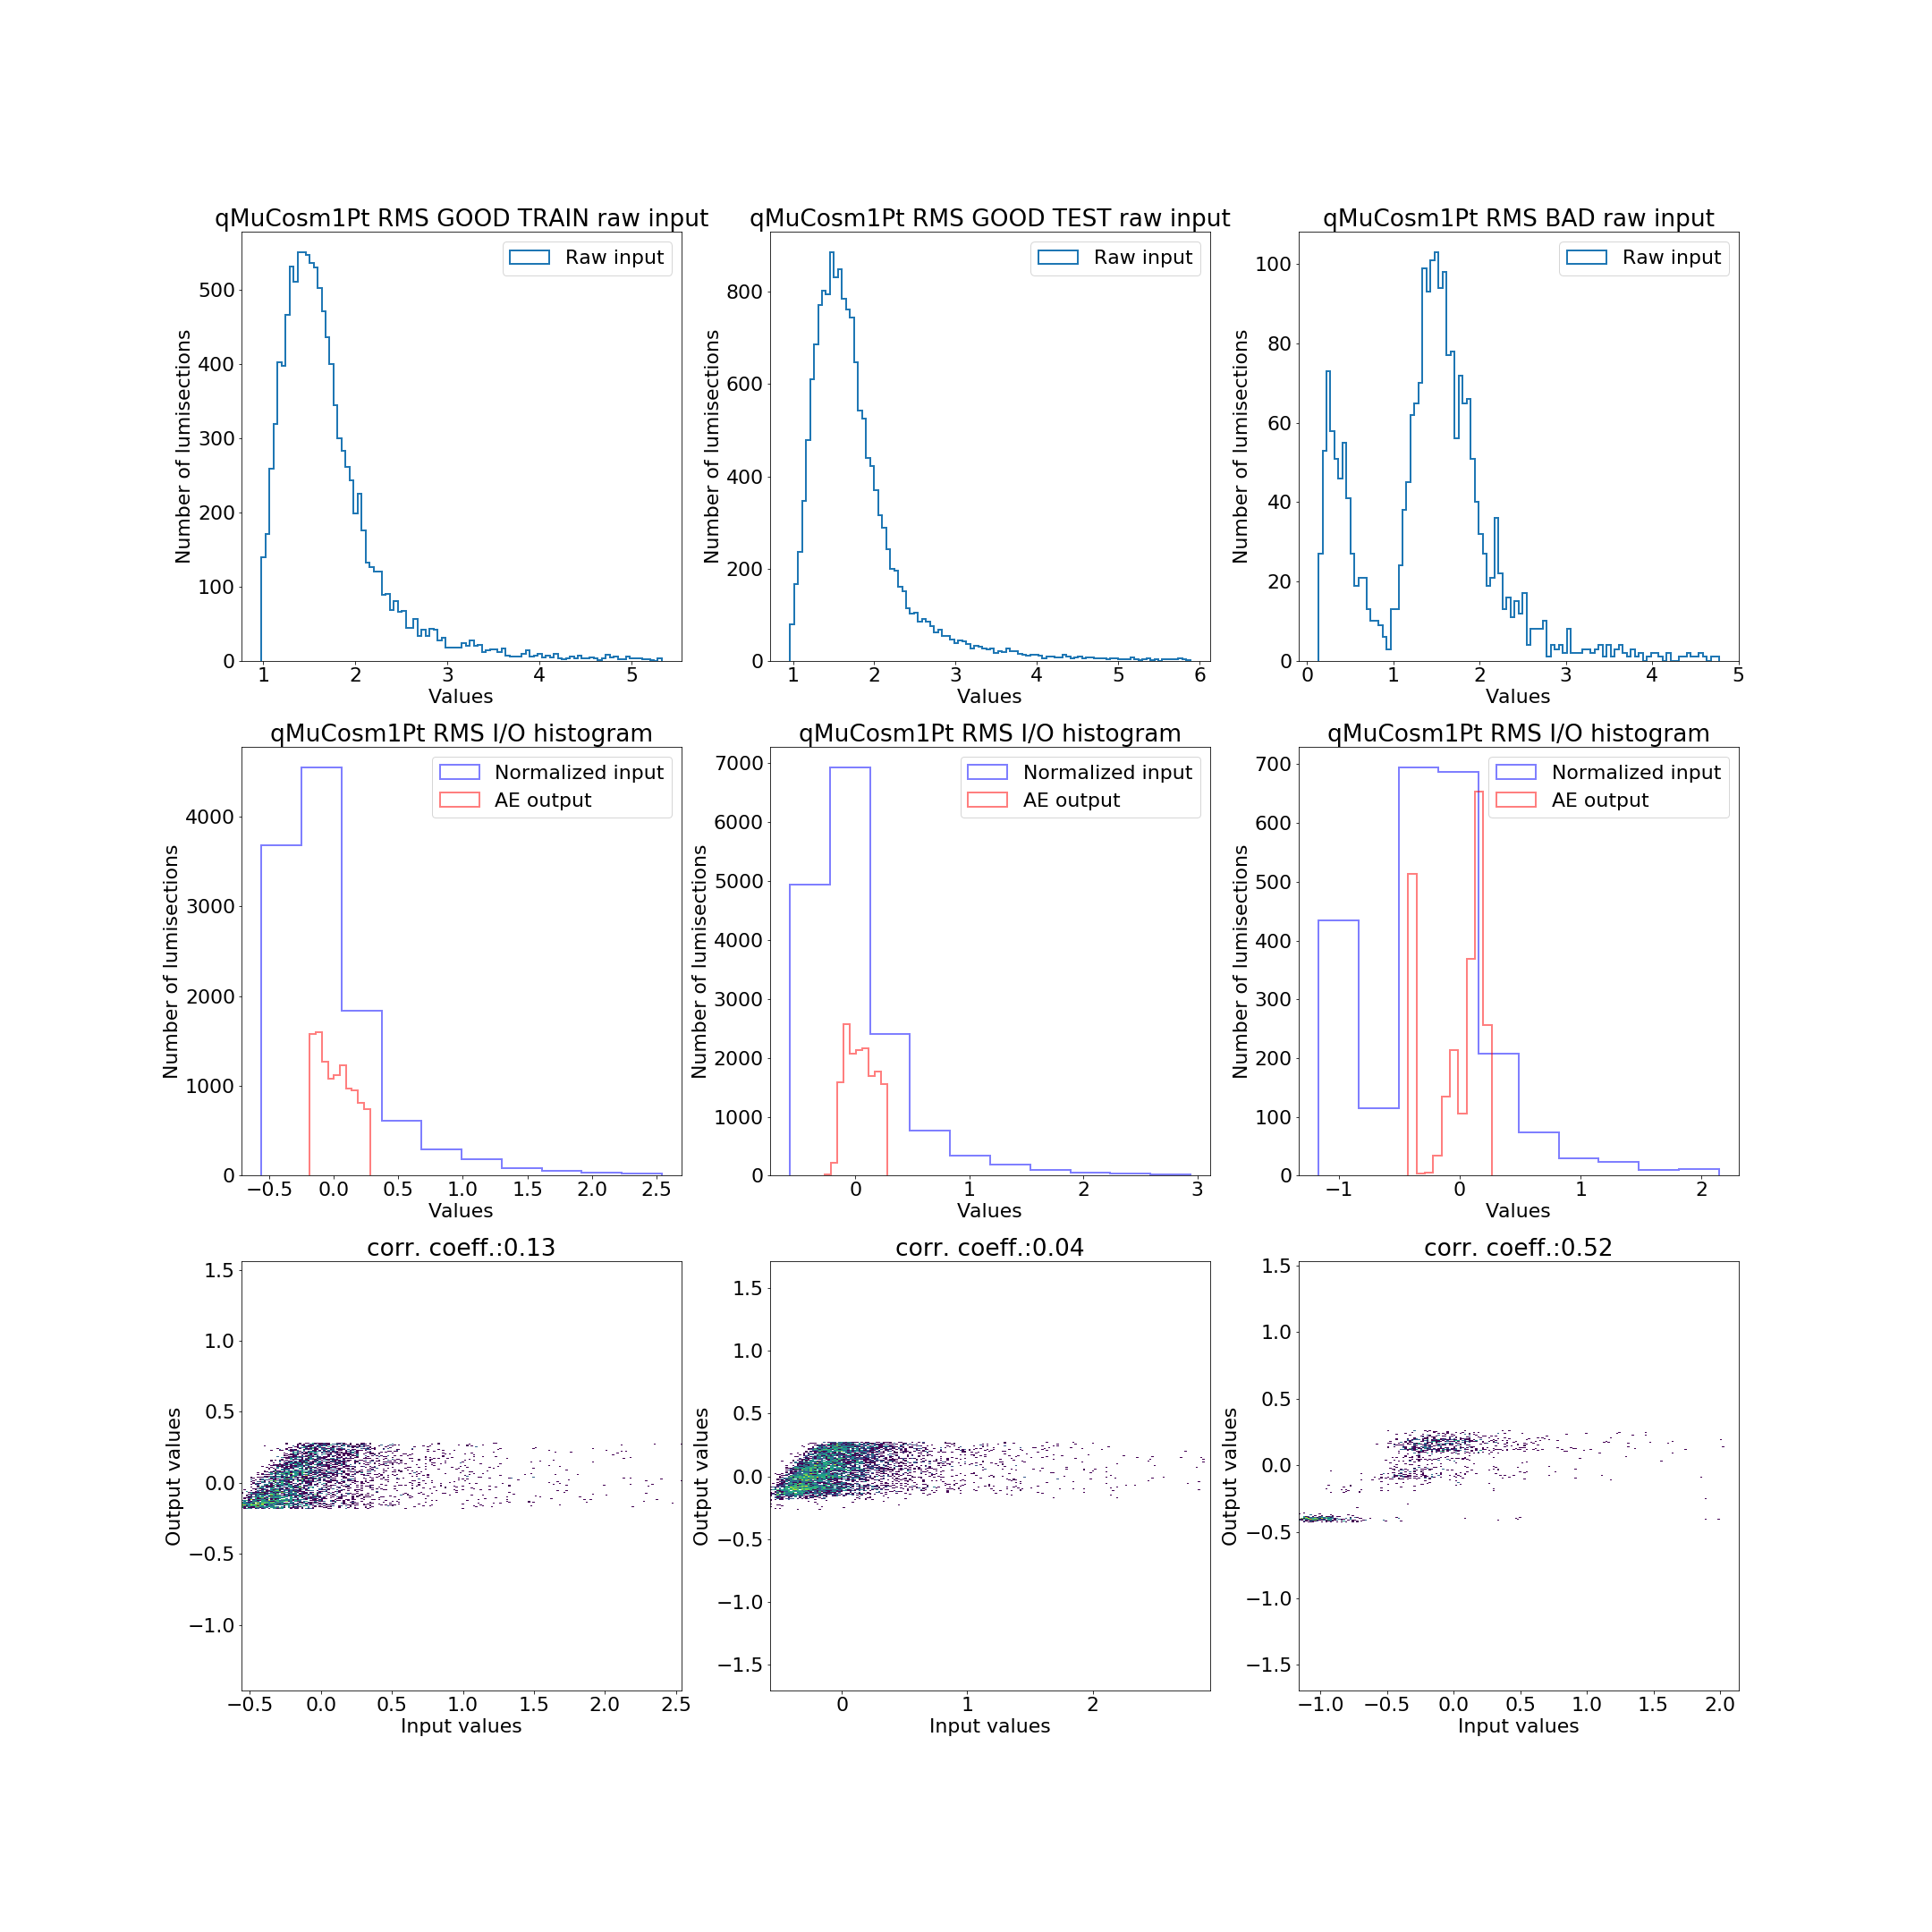 qMuCosm1Pt RMS GOOD TRAIN raw input
Raw input
Number of lumisections
500
400
300
200
100
0
1 2 3 4 5
Values
qMuCosm1Pt RMS GOOD TEST raw input
Raw input
Number of lumisections
800
600
400
200
0
1 2 3 4 5 6
Values
qMuCosm1Pt RMS BAD raw input
Raw input
Number of lumisections
100
80
60
40
20
0
0 1 2 3 4 5
Values
qMuCosm1Pt RMS I/O histogram
Normalized input
AE output
Number of lumisections
4000
3000
2000
1000
0
−0.5 0.0 0.5 1.0 1.5 2.0 2.5
Values
qMuCosm1Pt RMS I/O histogram
Normalized input
AE output
Number of lumisections
7000
6000
5000
4000
3000
2000
1000
0
0 1 2 3
Values
qMuCosm1Pt RMS I/O histogram
Normalized input
AE output
Number of lumisections
700
600
500
400
300
200
100
0
−1 0 1 2
Values
corr. coeff.:0.13
Output values
1.5
1.0
0.5
0.0
−0.5
−1.0
−0.5 0.0 0.5 1.0 1.5 2.0 2.5
Input values
corr. coeff.:0.04
Output values
1.5
1.0
0.5
0.0
−0.5
−1.0
−1.5
0 1 2
Input values
corr. coeff.:0.52
Output values
1.5
1.0
0.5
0.0
−0.5
−1.0
−1.5
−1.0 −0.5 0.0 0.5 1.0 1.5 2.0
Input values